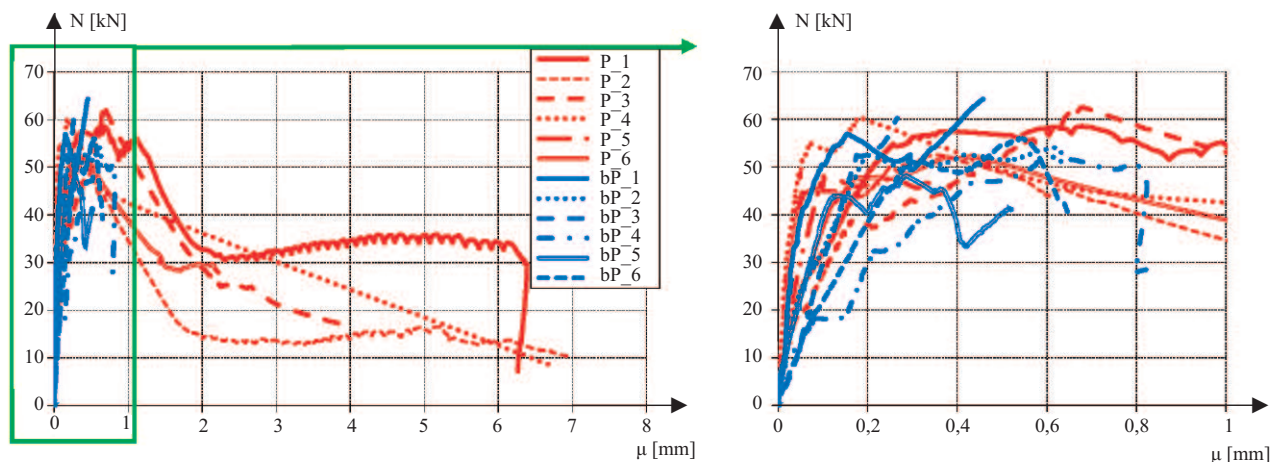 N [kN]
70
60
50
40
30
20
10
0
0 1 2 3 4 5 6 7 8
μ [mm]
P_1
P_2
P_3
P_4
P_5
P_6
bP_1
bP_2
bP_3
bP_4
bP_5
bP_6
N [kN]
70
60
50
40
30
20
10
0
0 0,2 0,4 0,6 0,8 1
μ [mm]